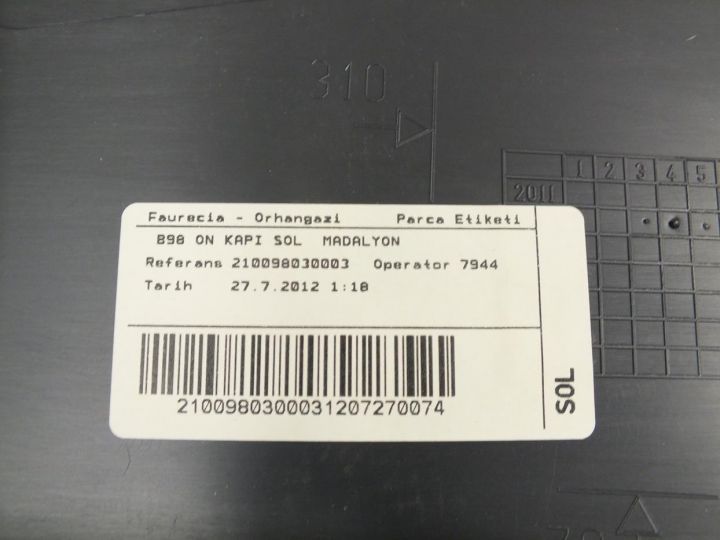 310
1 2 3 4 5
2011
Faurecia - Orhangazi Parca Etiketi
B98 ON KAPI SOL MADALYON
Referans 210098030003 Operator 7944
Tarih 27.7.2012 1:18
2100980300031207270074
SOL